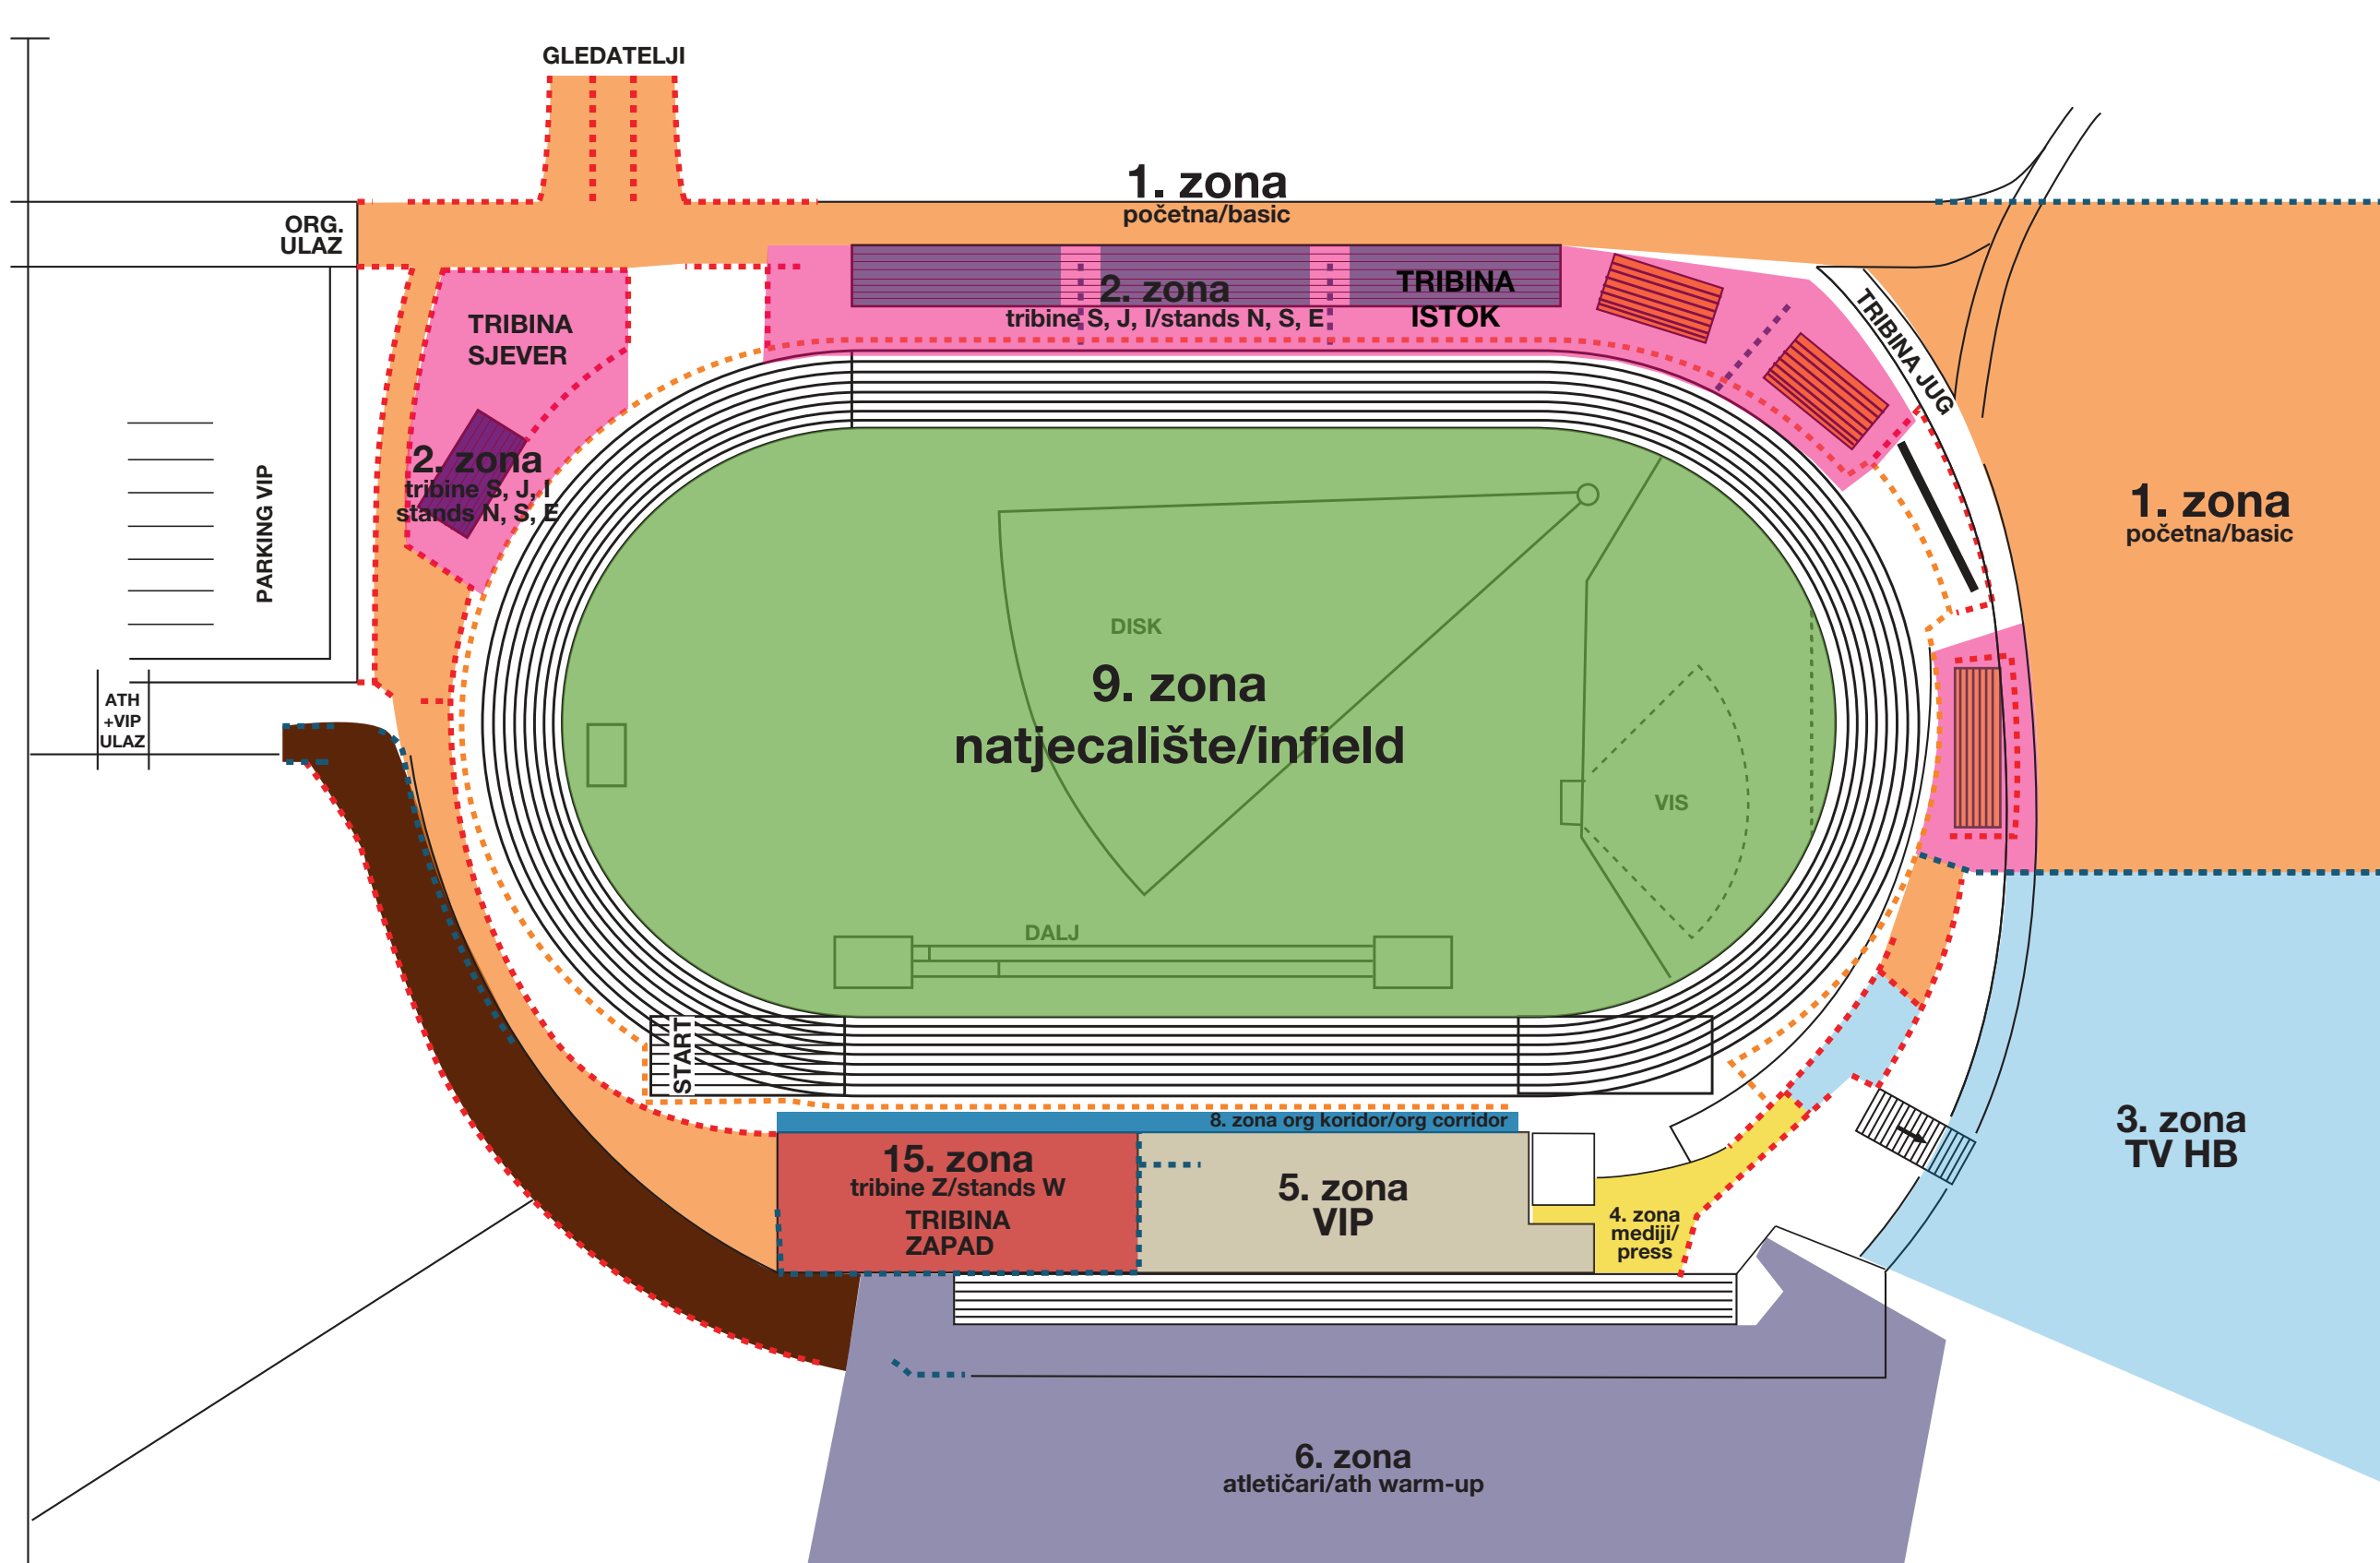 GLEDATELJI
1. zona
početna/basic
ORG.
ULAZ
TRIBINA
SJEVER
2. zona
tribine S, J, I/stands N, S, E
TRIBINA
ISTOK
TRIBINA JUG
2. zona
tribine S, J, I
stands N, S, E
PARKING VIP
1. zona
početna/basic
DISK
9. zona
natjecalište/infield
VIS
ATH
+VIP
ULAZ
DALJ
START
8. zona org koridor/org corridor
15. zona
tribine Z/stands W
TRIBINA
ZAPAD
5. zona
VIP
4. zona
mediji/
press
3. zona
TV HB
6. zona
atletičari/ath warm-up